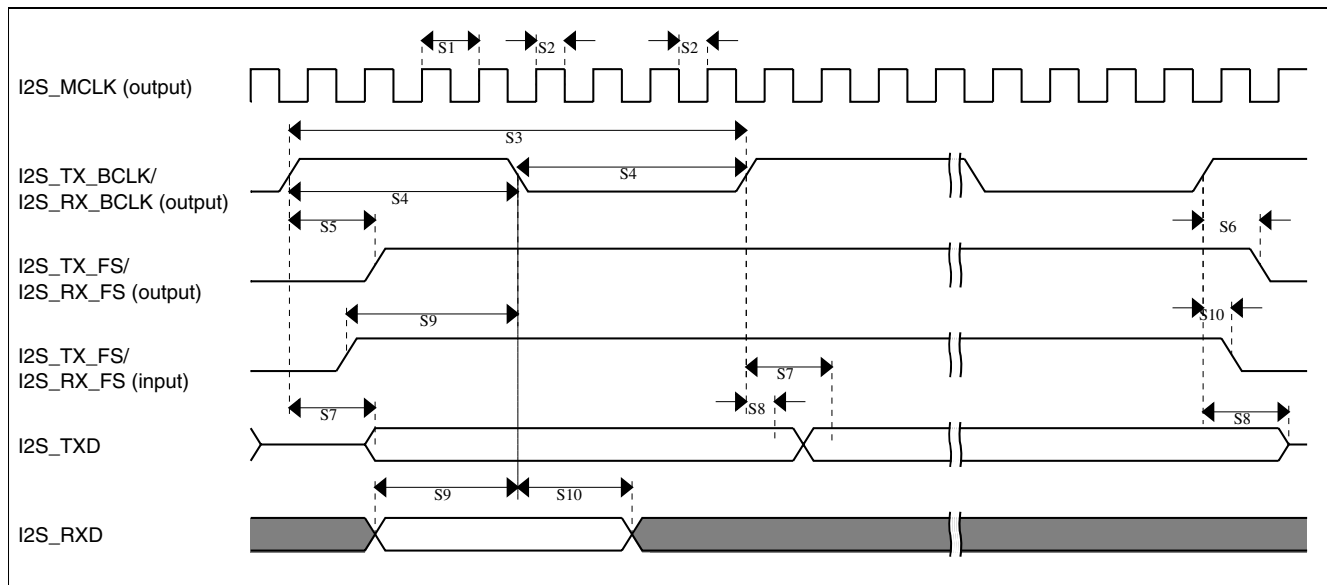 S1
S2
S2
I2S_MCLK (output)
S3
I2S_TX_BCLK/
I2S_RX_BCLK (output)
S4
S4
S5
S6
I2S_TX_FS/
I2S_RX_FS (output)
S9
S10
I2S_TX_FS/
I2S_RX_FS (input)
S7
S7
S8
S8
I2S_TXD
S9
S10
I2S_RXD